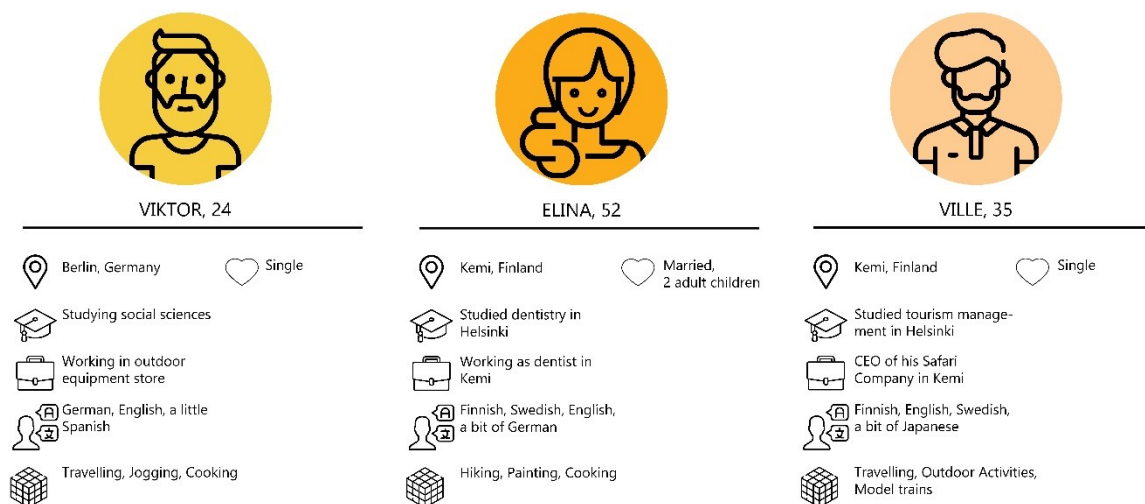 VIKTOR, 24
Berlin, Germany
Single
Studying social sciences
Working in outdoor
equipment store
German, English, a little
Spanish
Travelling, Jogging, Cooking
ELINA, 52
Kemi, Finland
Married,
2 adult children
Studied dentistry in
Helsinki
Working as dentist in
Kemi
Finnish, Swedish, English,
a bit of German
Hiking, Painting, Cooking
VILLE, 35
Kemi, Finland
Single
Studied tourism manage-
ment in Helsinki
CEO of his Safari
Company in Kemi
Finnish, English, Swedish,
a bit of Japanese
Travelling, Outdoor Activities,
Model trains